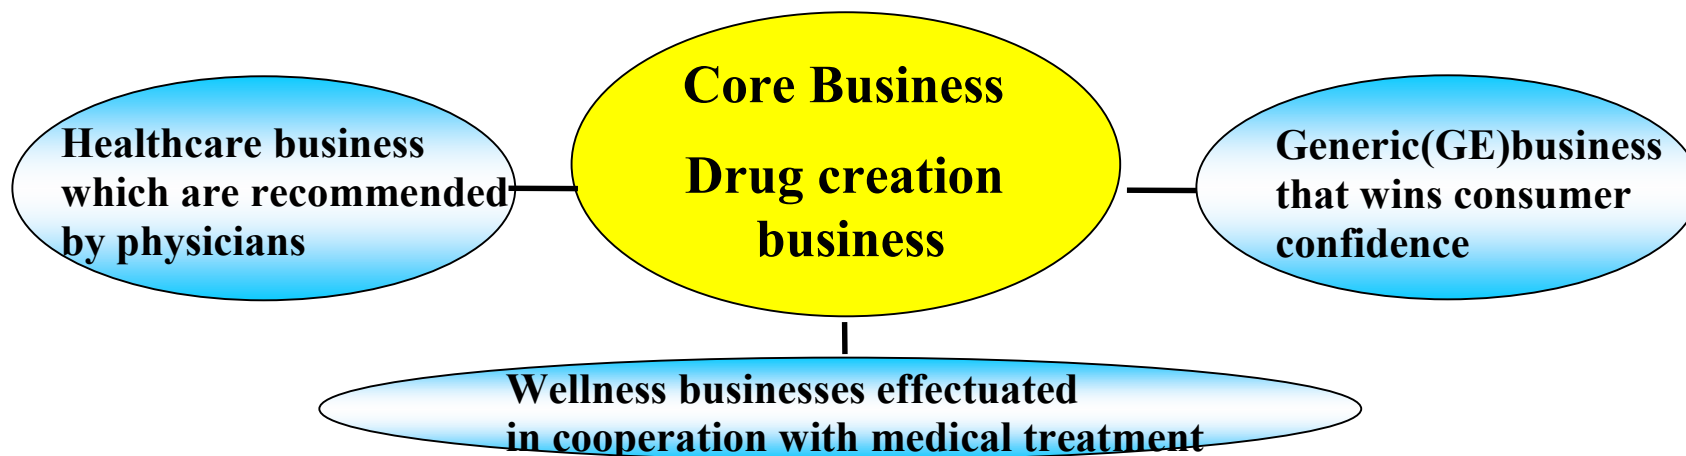 Core Business
Drug creation
business
Healthcare business
which are recommended
by physicians
Generic(GE)business
that wins consumer
confidence
Wellness businesses effectuated
in cooperation with medical treatment